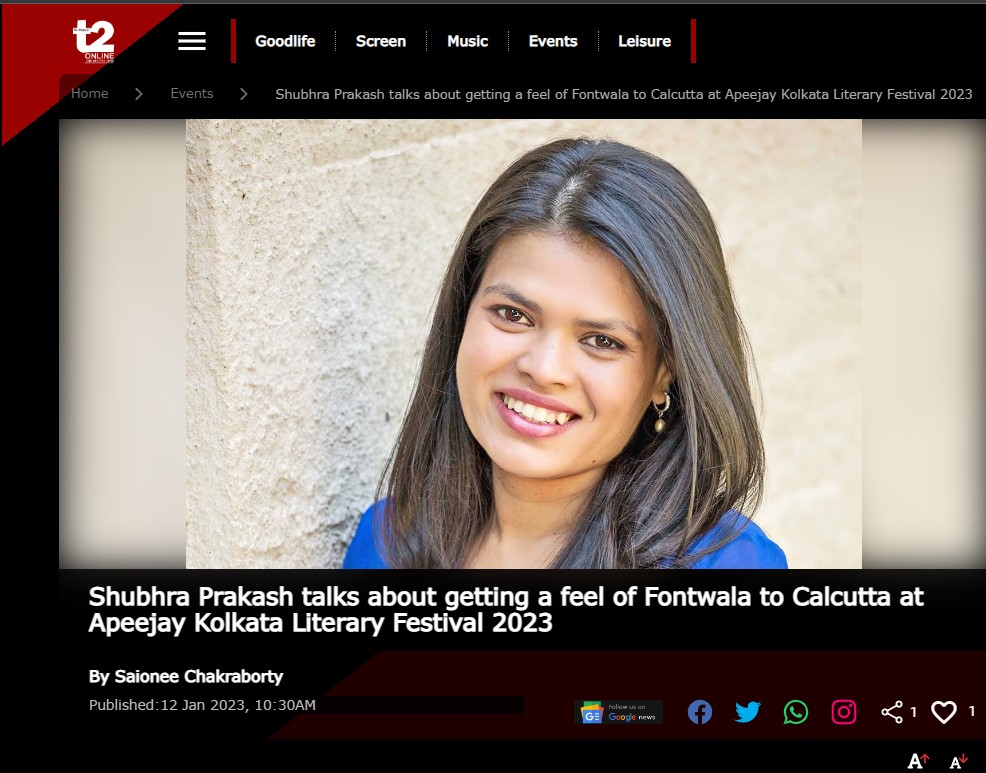 t2
ONLINE
Goodlife
Screen
Music
Events
Leisure
Home > Events > Shubhra Prakash talks about getting a feel of Fontwala to Calcutta at Apeejay Kolkata Literary Festival 2023
Shubhra Prakash talks about getting a feel of Fontwala to Calcutta at
Apeejay Kolkata Literary Festival 2023
By Saionee Chakraborty
Published:12 Jan 2023, 10:30AM
GE
Follow us on
Google news
1
1
A
A